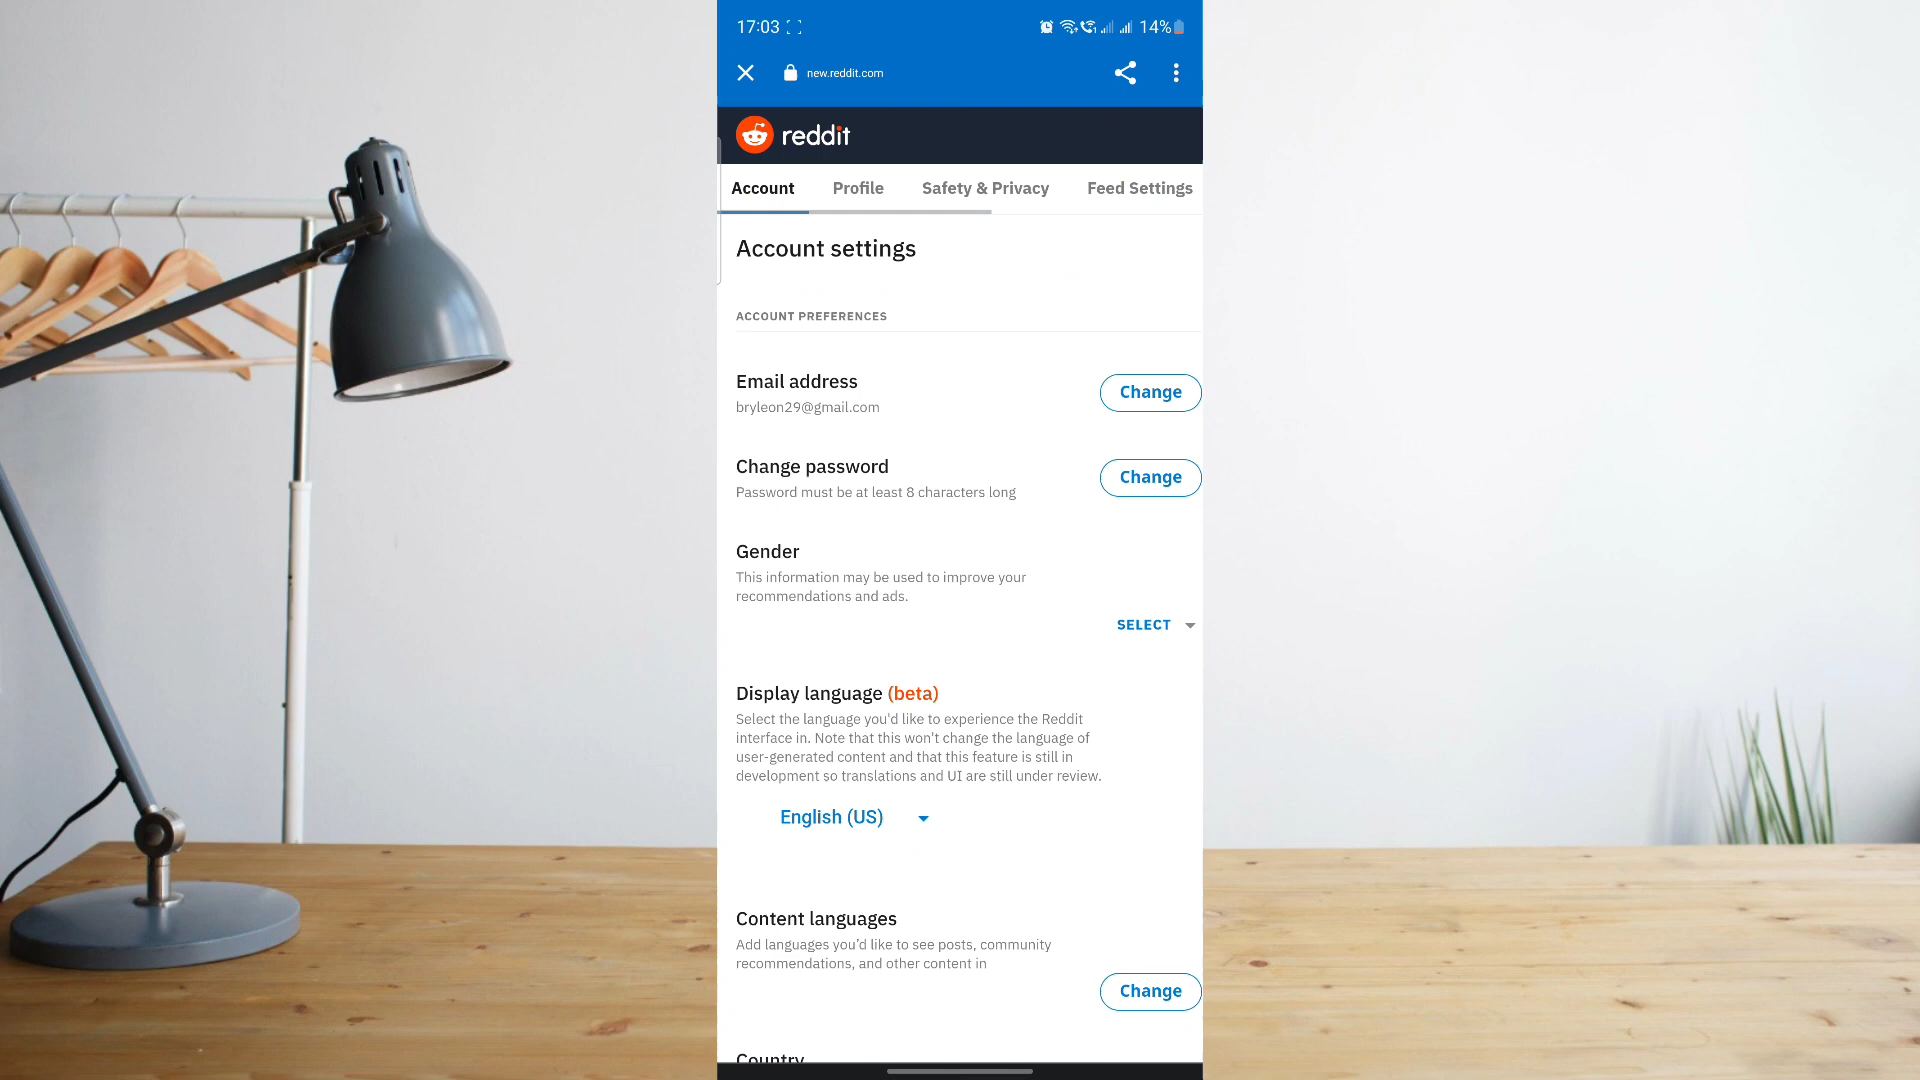 17:03
14%
new.reddit.com
reddit
Account Profile Safety & Privacy Feed Settings
Account settings
ACCOUNT PREFERENCES
Email address
bryleon29@gmail.com
Change
Change password
Password must be at least 8 characters long
Change
Gender
This information may be used to improve your
recommendations and ads.
SELECT
Display language (beta)
Select the language you'd like to experience the Reddit
interface in. Note that this won't change the language of
user-generated content and that this feature is still in
development so translations and UI are still under review.
English (US)
Content languages
Add languages you’d like to see posts, community
recommendations, and other content in
Change
Country